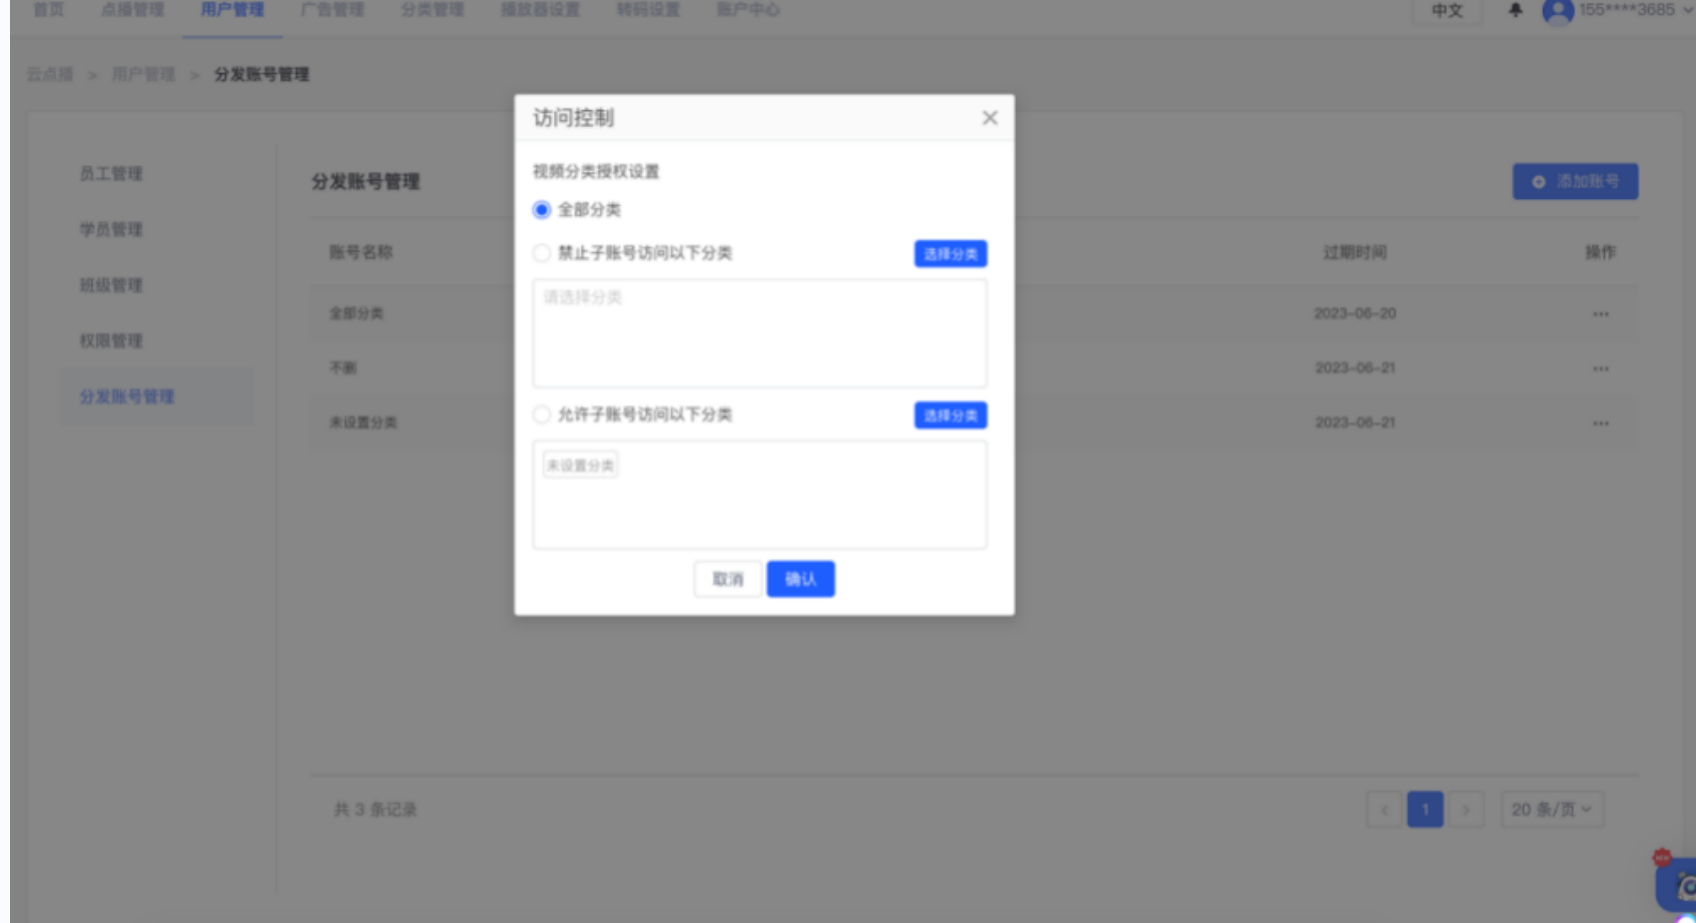 首页 点播管理 用户管理 广告管理 分类管理 播放器设置 转码设置 账户中心 中文 155****3685
云点播 > 用户管理 > 分发账号管理
访问控制
视频分类授权设置
全部分类
禁止子账号访问以下分类 选择分类
请选择分类
允许子账号访问以下分类 选择分类
未设置分类
取消 确认
员工管理
学员管理
班级管理
权限管理
分发账号管理
分发账号管理 添加账号
账号名称 过期时间 操作
全部分类 2023-06-20 ···
不删 2023-06-21 ···
未设置分类 2023-06-21 ···
共 3 条记录 < 1 > 20 条/页